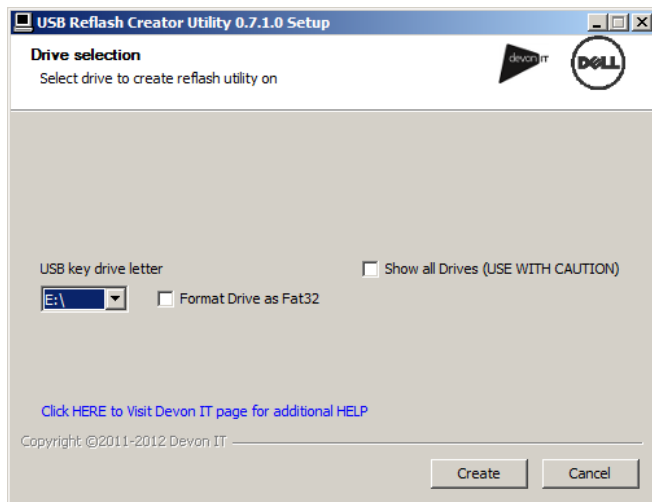 USB Reflash Creator Utility 0.7.1.0 Setup
Drive selection
Select drive to create reflash utility on
devon IT
DELL
USB key drive letter
Show all Drives (USE WITH CAUTION)
E:\
Format Drive as Fat32
Click HERE to Visit Devon IT page for additional HELP
Copyright ©2011-2012 Devon IT
Create
Cancel